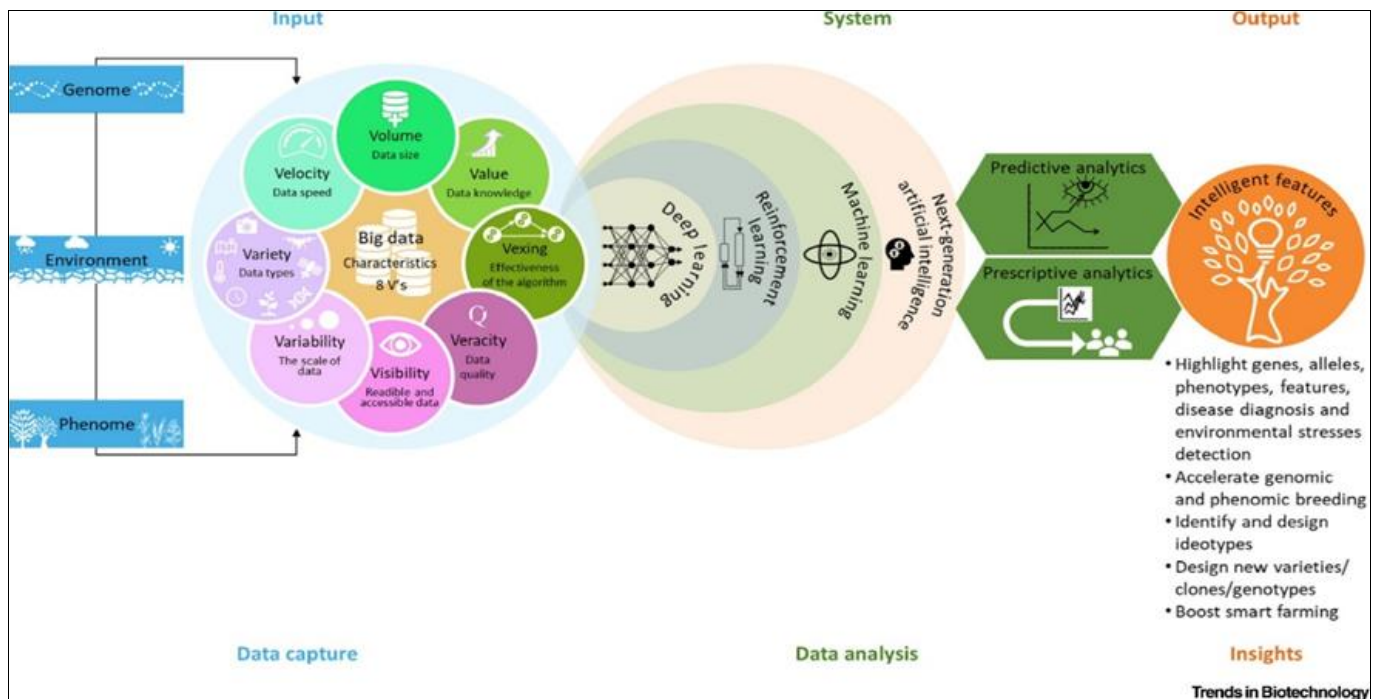 Input
System
Output
Genome
Environment
Phenome
Volume
Data size
Value
Data knowledge
Velocity
Data speed
Vexing
Effectiveness
of the algorithm
Big data
Characteristics
8 V's
Variety
Data types
Veracity
Data
quality
Variability
The scale of
data
Visibility
Readible and
accessible data
Q
Deep learning
Reinforcement
learning
Machine learning
Next-generation
artificial intelligence
Predictive analytics
Prescriptive analytics
Intelligent features
• Highlight genes, alleles,
phenotypes, features,
disease diagnosis and
environmental stresses
detection
• Accelerate genomic
and phenomic breeding
• Identify and design
ideotypes
• Design new varieties/
clones/genotypes
• Boost smart farming
Data capture
Data analysis
Insights
Trends in Biotechnology